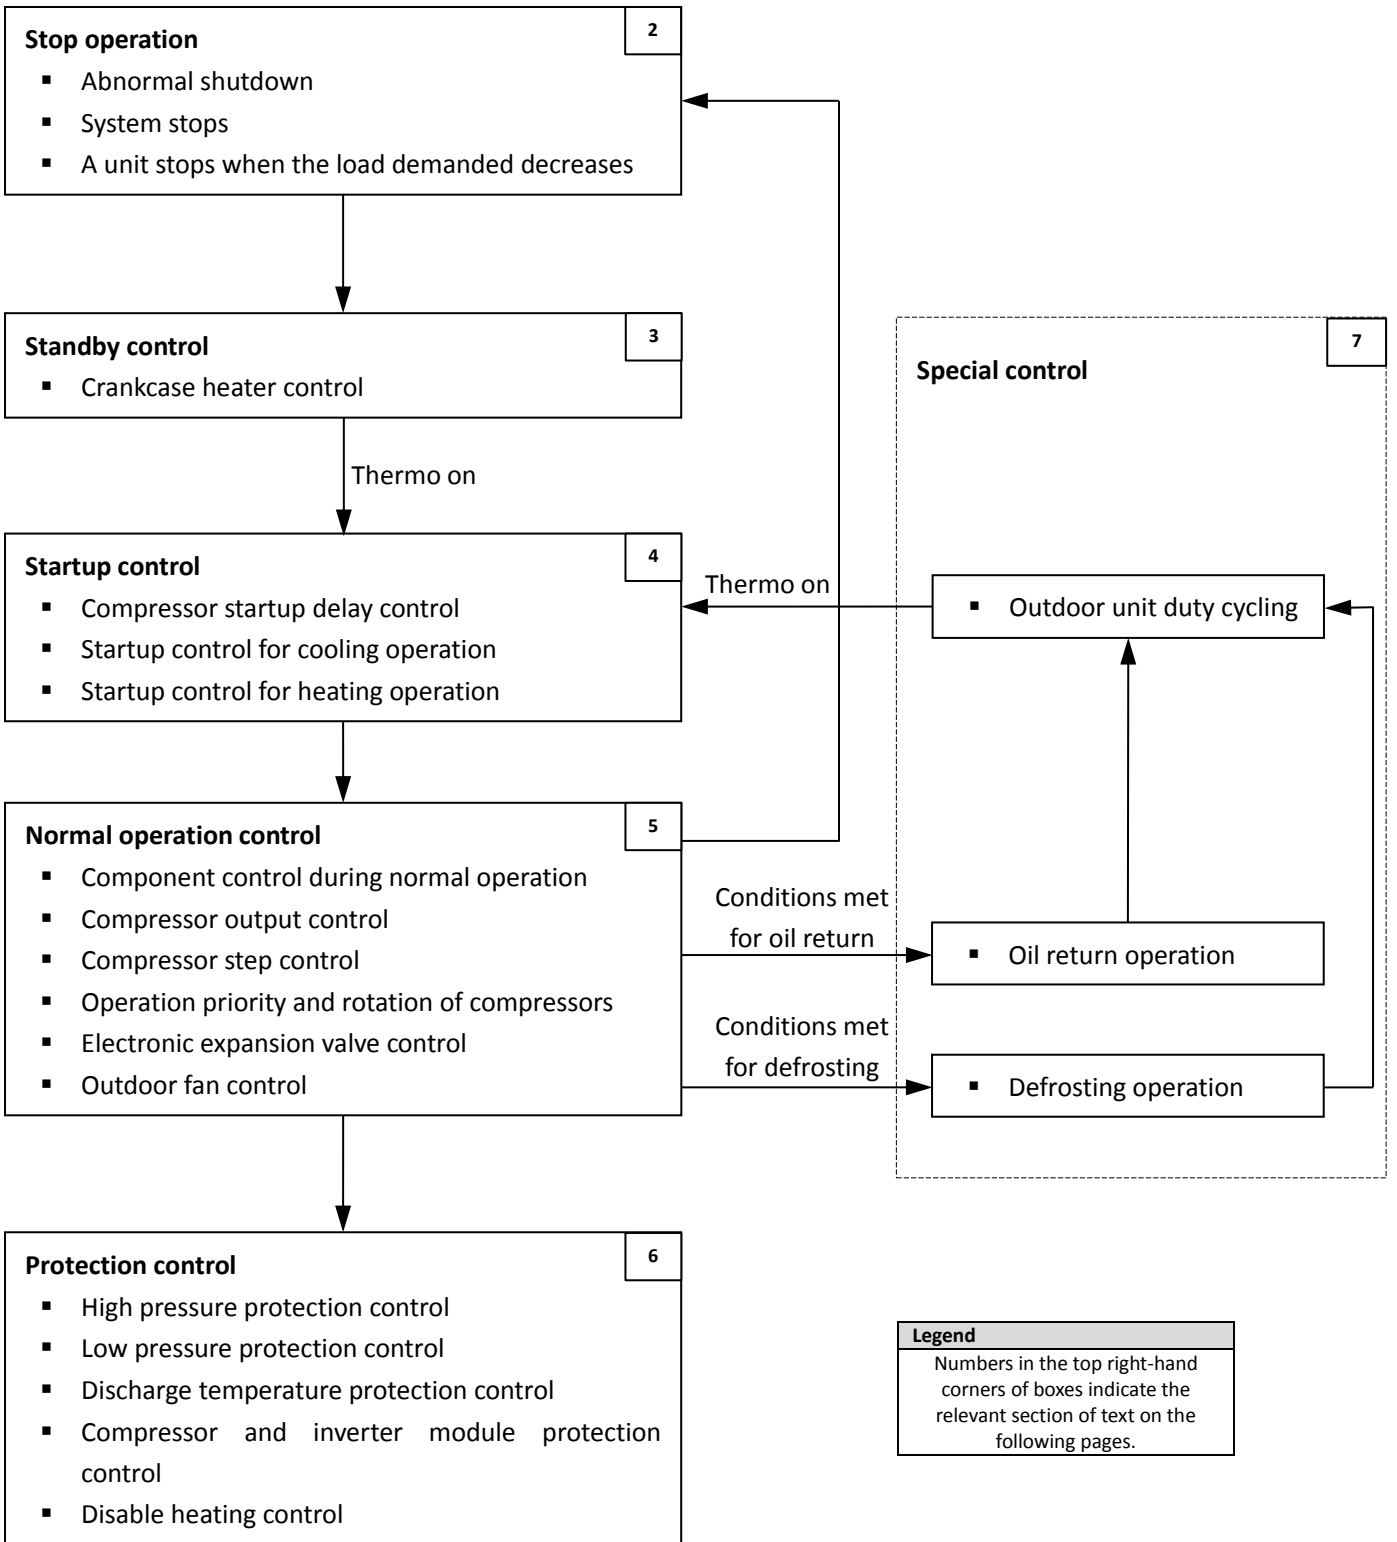 Stop operation
2
▪ Abnormal shutdown
▪ System stops
▪ A unit stops when the load demanded decreases
Standby control
3
▪ Crankcase heater control
Thermo on
Startup control
4
▪ Compressor startup delay control
▪ Startup control for cooling operation
▪ Startup control for heating operation
Normal operation control
5
▪ Component control during normal operation
▪ Compressor output control
▪ Compressor step control
▪ Operation priority and rotation of compressors
▪ Electronic expansion valve control
▪ Outdoor fan control
Protection control
6
▪ High pressure protection control
▪ Low pressure protection control
▪ Discharge temperature protection control
▪ Compressor and inverter module protection
control
▪ Disable heating control
Special control
7
Thermo on
▪ Outdoor unit duty cycling
Conditions met
for oil return
▪ Oil return operation
Conditions met
for defrosting
▪ Defrosting operation
Legend
Numbers in the top right-hand
corners of boxes indicate the
relevant section of text on the
following pages.